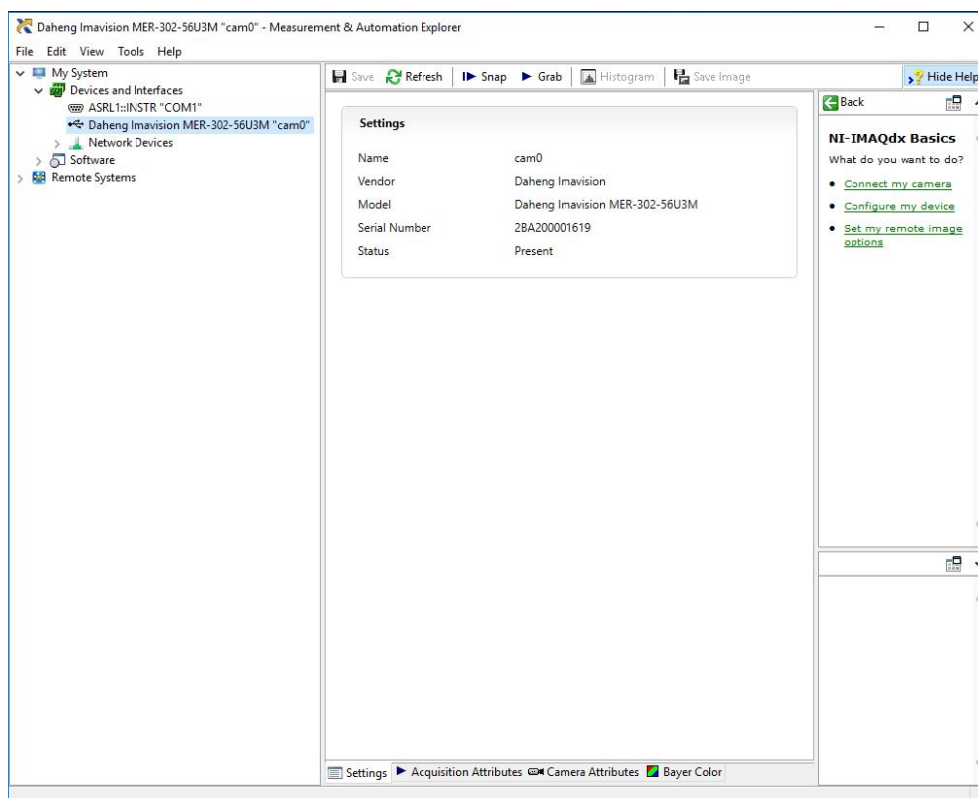 Daheng Imavision MER-302-56U3M "cam0" - Measurement & Automation Explorer
File Edit View Tools Help
My System
Devices and Interfaces
ASRL1::INSTR "COM1"
Daheng Imavision MER-302-56U3M "cam0"
Network Devices
Software
Remote Systems
Save Refresh Snap Grab Histogram Save Image Hide Help
Settings
Name cam0
Vendor Daheng Imavision
Model Daheng Imavision MER-302-56U3M
Serial Number 2BA200001619
Status Present
Back
NI-IMAQdx Basics
What do you want to do?
Connect my camera
Configure my device
Set my remote image
options
Settings Acquisition Attributes Camera Attributes Bayer Color